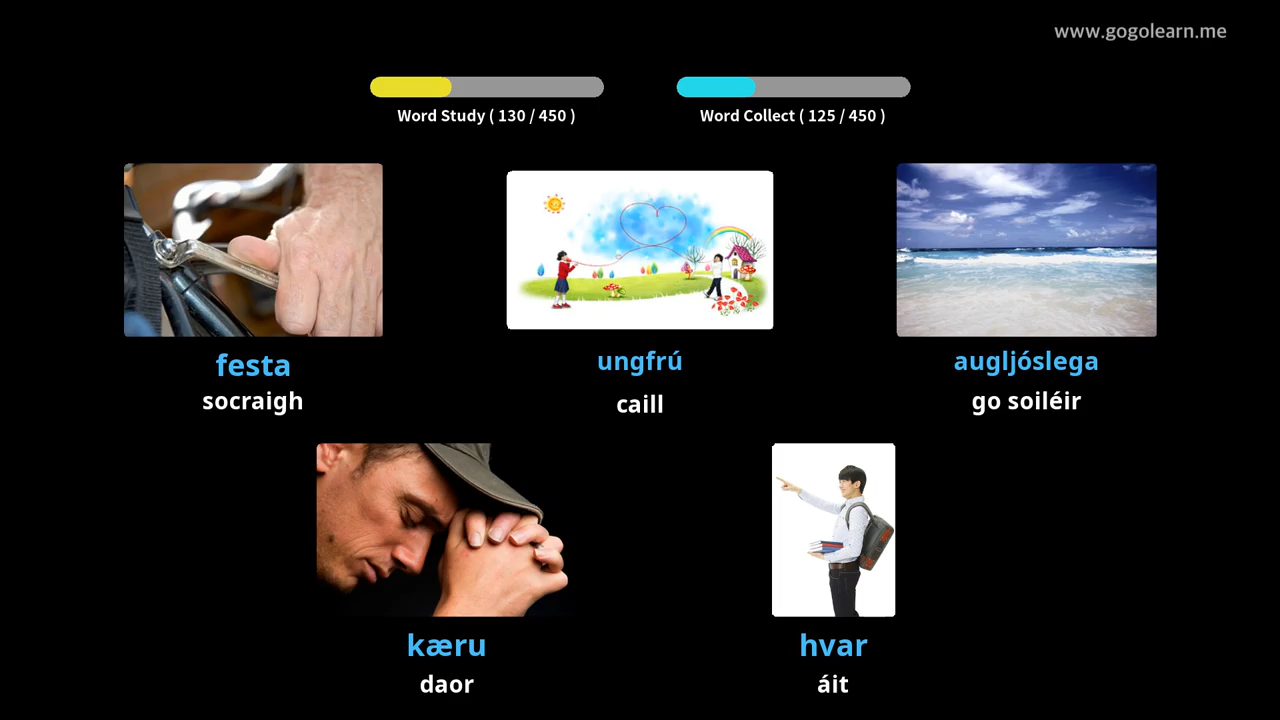 www.gogolearn.me
Word Study ( 130 / 450 )
Word Collect ( 125 / 450 )
festa
socraigh
ungfrú
caill
augljóslega
go soiléir
kæru
daor
hvar
áit